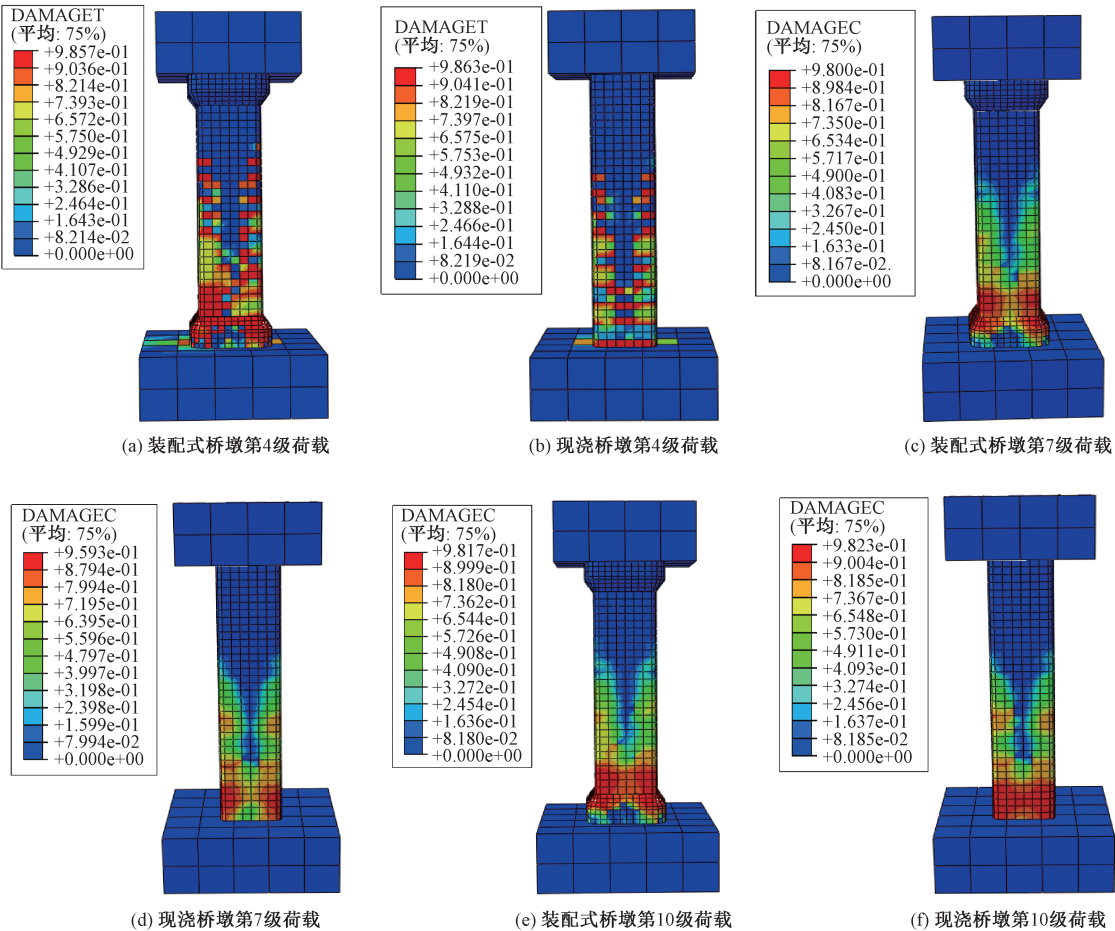 DAMAGET
(平均: 75%)
+9.857e-01
+9.036e-01
+8.214e-01
+7.393e-01
+6.572e-01
+5.750e-01
+4.929e-01
+4.107e-01
+3.286e-01
+2.464e-01
+1.643e-01
+8.214e-02
+0.000e+00
(a) 装配式桥墩第4级荷载
DAMAGET
(平均: 75%)
+9.863e-01
+9.041e-01
+8.219e-01
+7.397e-01
+6.575e-01
+5.753e-01
+4.932e-01
+4.110e-01
+3.288e-01
+2.466e-01
+1.644e-01
+8.219e-02
+0.000e+00
(b) 现浇桥墩第4级荷载
DAMAGEC
(平均: 75%)
+9.800e-01
+8.984e-01
+8.167e-01
+7.350e-01
+6.534e-01
+5.717e-01
+4.900e-01
+4.083e-01
+3.267e-01
+2.450e-01
+1.633e-01
+8.167e-02.
+0.000e+00
(c) 装配式桥墩第7级荷载
DAMAGEC
(平均: 75%)
+9.593e-01
+8.794e-01
+7.994e-01
+7.195e-01
+6.395e-01
+5.596e-01
+4.797e-01
+3.997e-01
+3.198e-01
+2.398e-01
+1.599e-01
+7.994e-02
+0.000e+00
(d) 现浇桥墩第7级荷载
DAMAGEC
(平均: 75%)
+9.817e-01
+8.999e-01
+8.180e-01
+7.362e-01
+6.544e-01
+5.726e-01
+4.908e-01
+4.090e-01
+3.272e-01
+2.454e-01
+1.636e-01
+8.180e-02
+0.000e+00
(e) 装配式桥墩第10级荷载
DAMAGEC
(平均: 75%)
+9.823e-01
+9.004e-01
+8.185e-01
+7.367e-01
+6.548e-01
+5.730e-01
+4.911e-01
+4.093e-01
+3.274e-01
+2.456e-01
+1.637e-01
+8.185e-02
+0.000e+00
(f) 现浇桥墩第10级荷载